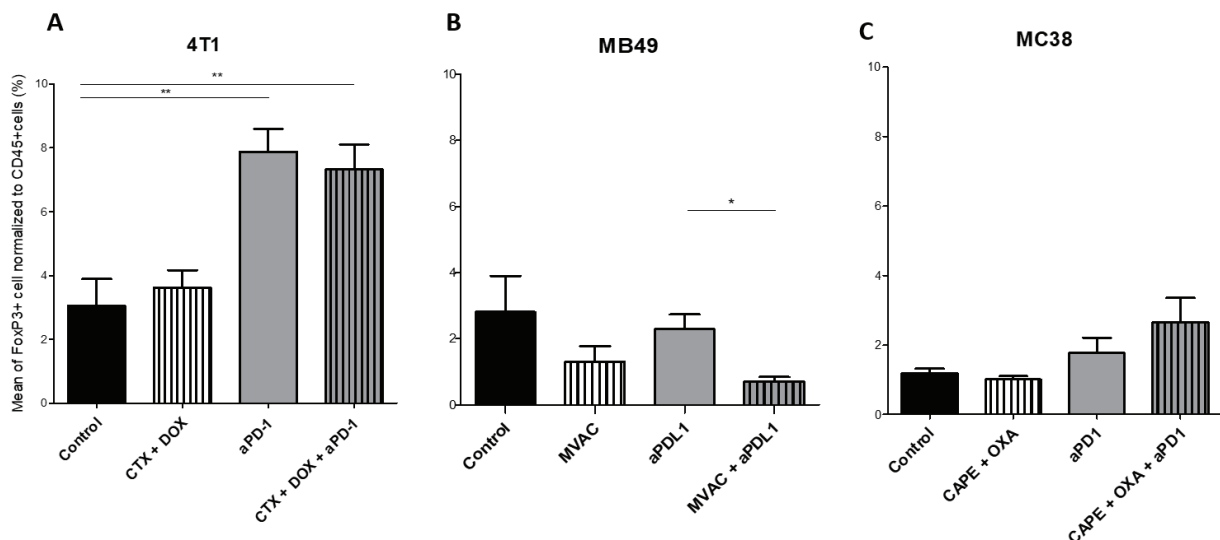 A
4T1
Mean of FoxP3+ cell normalized to CD45+cells (%)
10
8
6
4
2
0
**
**
Control
CTX + DOX
aPD-1
CTX + DOX + aPD-1
B
MB49
10
8
6
4
2
0
*
Control
MVAC
aPDL1
MVAC + aPDL1
C
MC38
10
8
6
4
2
0
Control
CAPE + OXA
aPD1
CAPE + OXA + aPD1